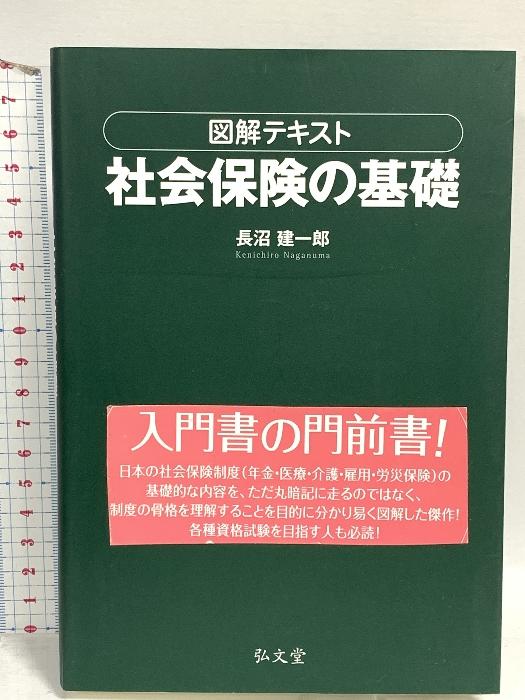 図解テキスト
社会保険の基礎
長沼 建一郎
Kenichiro Naganuma
入門書の門前書!
日本の社会保険制度(年金・医療・介護・雇用・労災保険)の
基礎的な内容を、ただ丸暗記に走るのではなく、
制度の骨格を理解することを目的に分かり易く図解した傑作!
各種資格試験を目指す人も必読!
弘文堂